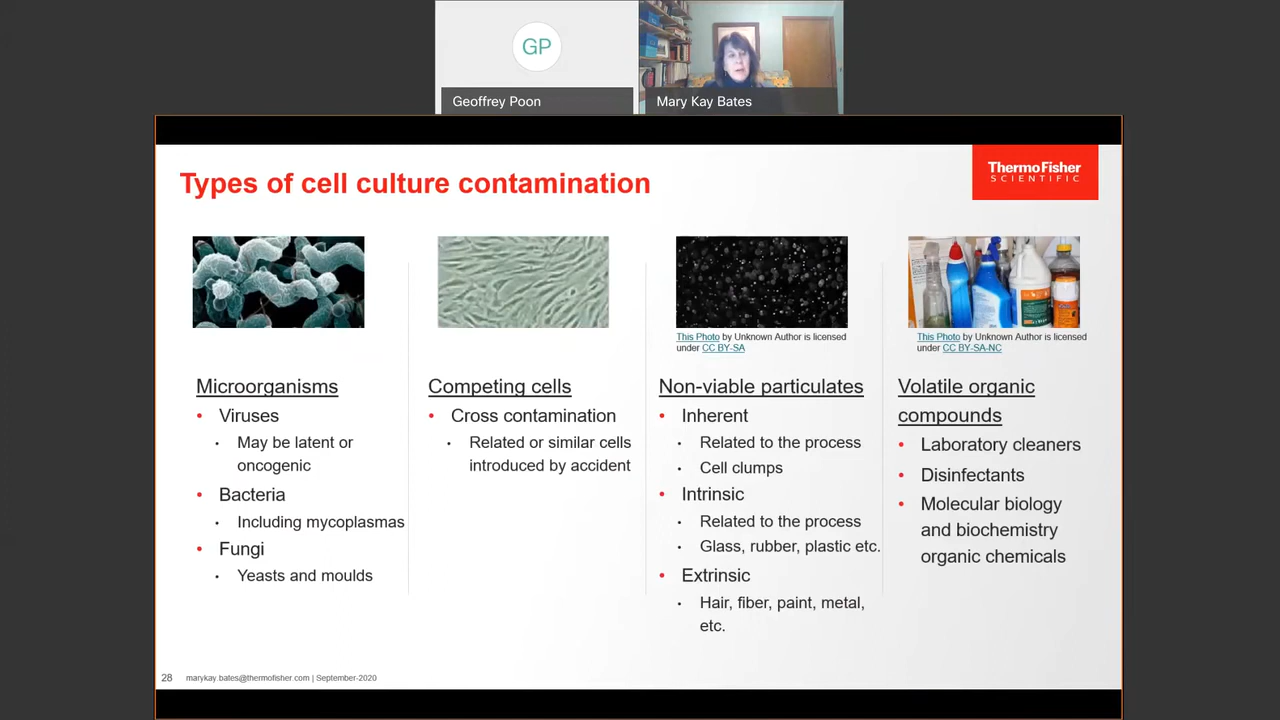 GP
Geoffrey Poon
Mary Kay Bates
Types of cell culture contamination
ThermoFisher
SCIENTIFIC
Microorganisms
• Viruses
• May be latent or
oncogenic
• Bacteria
• Including mycoplasmas
• Fungi
• Yeasts and moulds
Competing cells
• Cross contamination
• Related or similar cells
introduced by accident
This Photo by Unknown Author is licensed
under CC BY-SA
Non-viable particulates
• Inherent
• Related to the process
• Cell clumps
• Intrinsic
• Related to the process
• Glass, rubber, plastic etc.
• Extrinsic
• Hair, fiber, paint, metal,
etc.
This Photo by Unknown Author is licensed
under CC BY-SA-NC
Volatile organic
compounds
• Laboratory cleaners
• Disinfectants
• Molecular biology
and biochemistry
organic chemicals
28 marykay.bates@thermofisher.com | September-2020